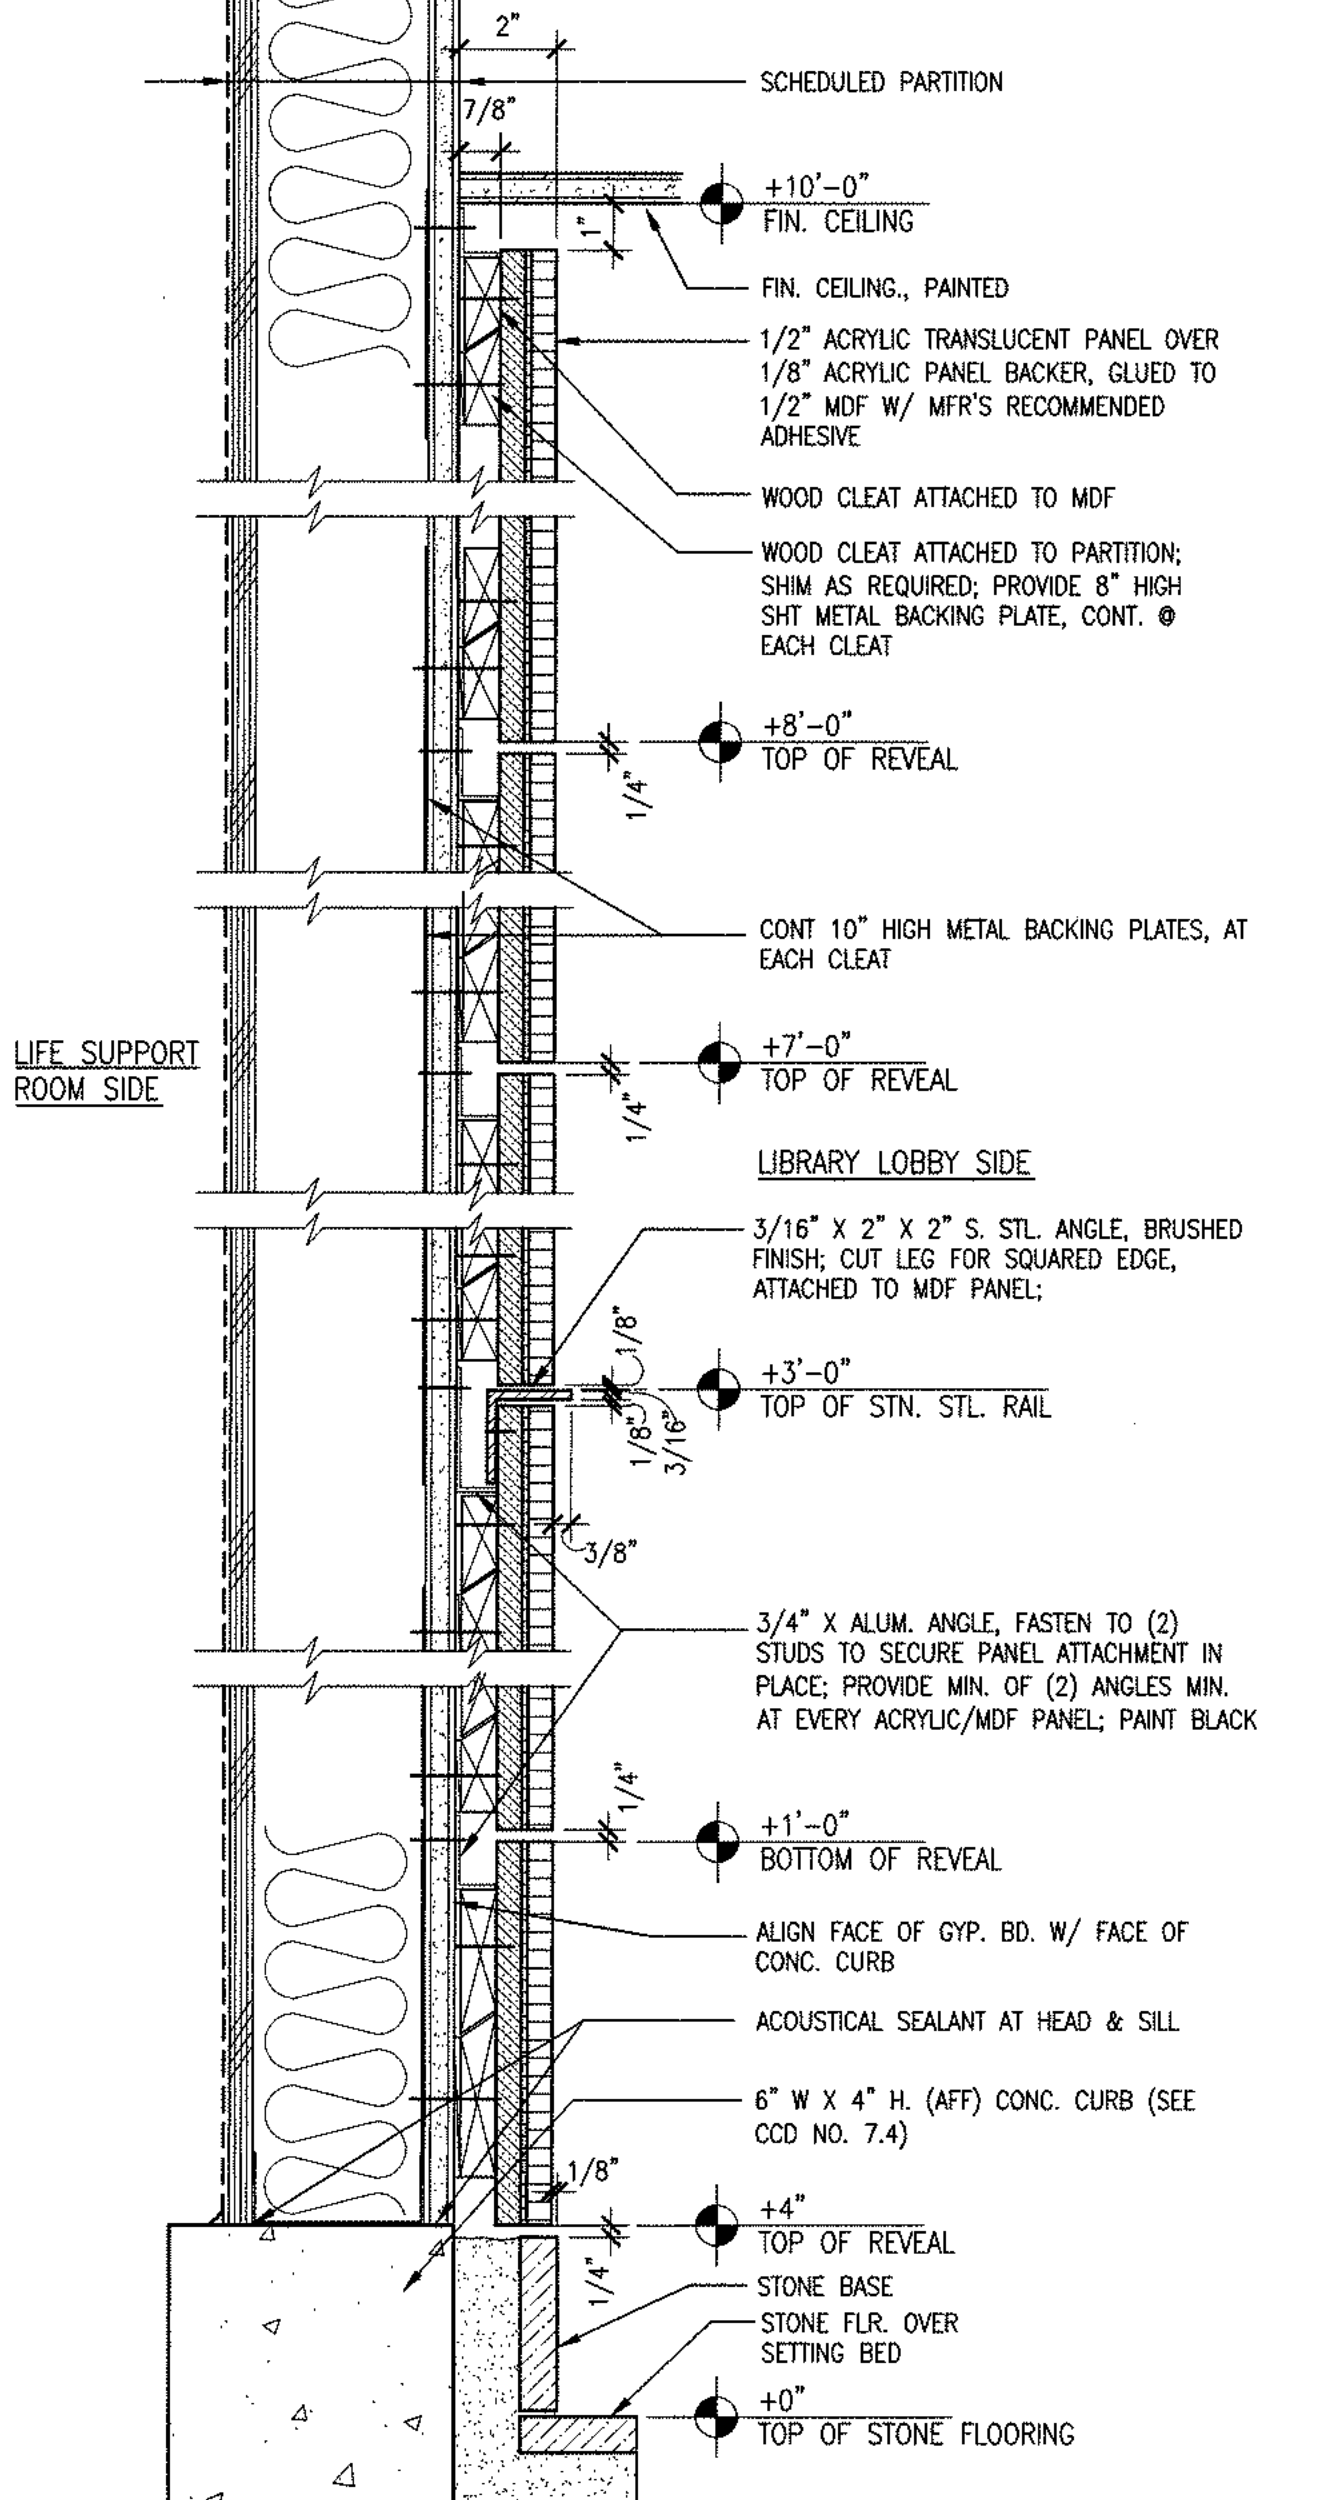 2"
SCHEDULED PARTITION
7/8"
+10'-0"
FIN. CEILING
1"
FIN. CEILING., PAINTED
1/2" ACRYLIC TRANSLUCENT PANEL OVER
1/8" ACRYLIC PANEL BACKER, GLUED TO
1/2" MDF W/ MFR'S RECOMMENDED
ADHESIVE
WOOD CLEAT ATTACHED TO MDF
WOOD CLEAT ATTACHED TO PARTITION;
SHIM AS REQUIRED; PROVIDE 8" HIGH
SHT METAL BACKING PLATE, CONT. @
EACH CLEAT
+8'-0"
TOP OF REVEAL
1/4"
CONT 10" HIGH METAL BACKING PLATES, AT
EACH CLEAT
LIFE SUPPORT
ROOM SIDE
+7'-0"
TOP OF REVEAL
1/4"
LIBRARY LOBBY SIDE
3/16" X 2" X 2" S. STL. ANGLE, BRUSHED
FINISH; CUT LEG FOR SQUARED EDGE,
ATTACHED TO MDF PANEL;
1/8"
+3'-0"
TOP OF STN. STL. RAIL
1/8"
3/16"
3/8"
3/4" X ALUM. ANGLE, FASTEN TO (2)
STUDS TO SECURE PANEL ATTACHMENT IN
PLACE; PROVIDE MIN. OF (2) ANGLES MIN.
AT EVERY ACRYLIC/MDF PANEL; PAINT BLACK
1/4"
+1'-0"
BOTTOM OF REVEAL
ALIGN FACE OF GYP. BD. W/ FACE OF
CONC. CURB
ACOUSTICAL SEALANT AT HEAD & SILL
6" W X 4" H. (AFF) CONC. CURB (SEE
CCD NO. 7.4)
1/8"
+4"
TOP OF REVEAL
1/4"
STONE BASE
STONE FLR. OVER
SETTING BED
+0"
TOP OF STONE FLOORING